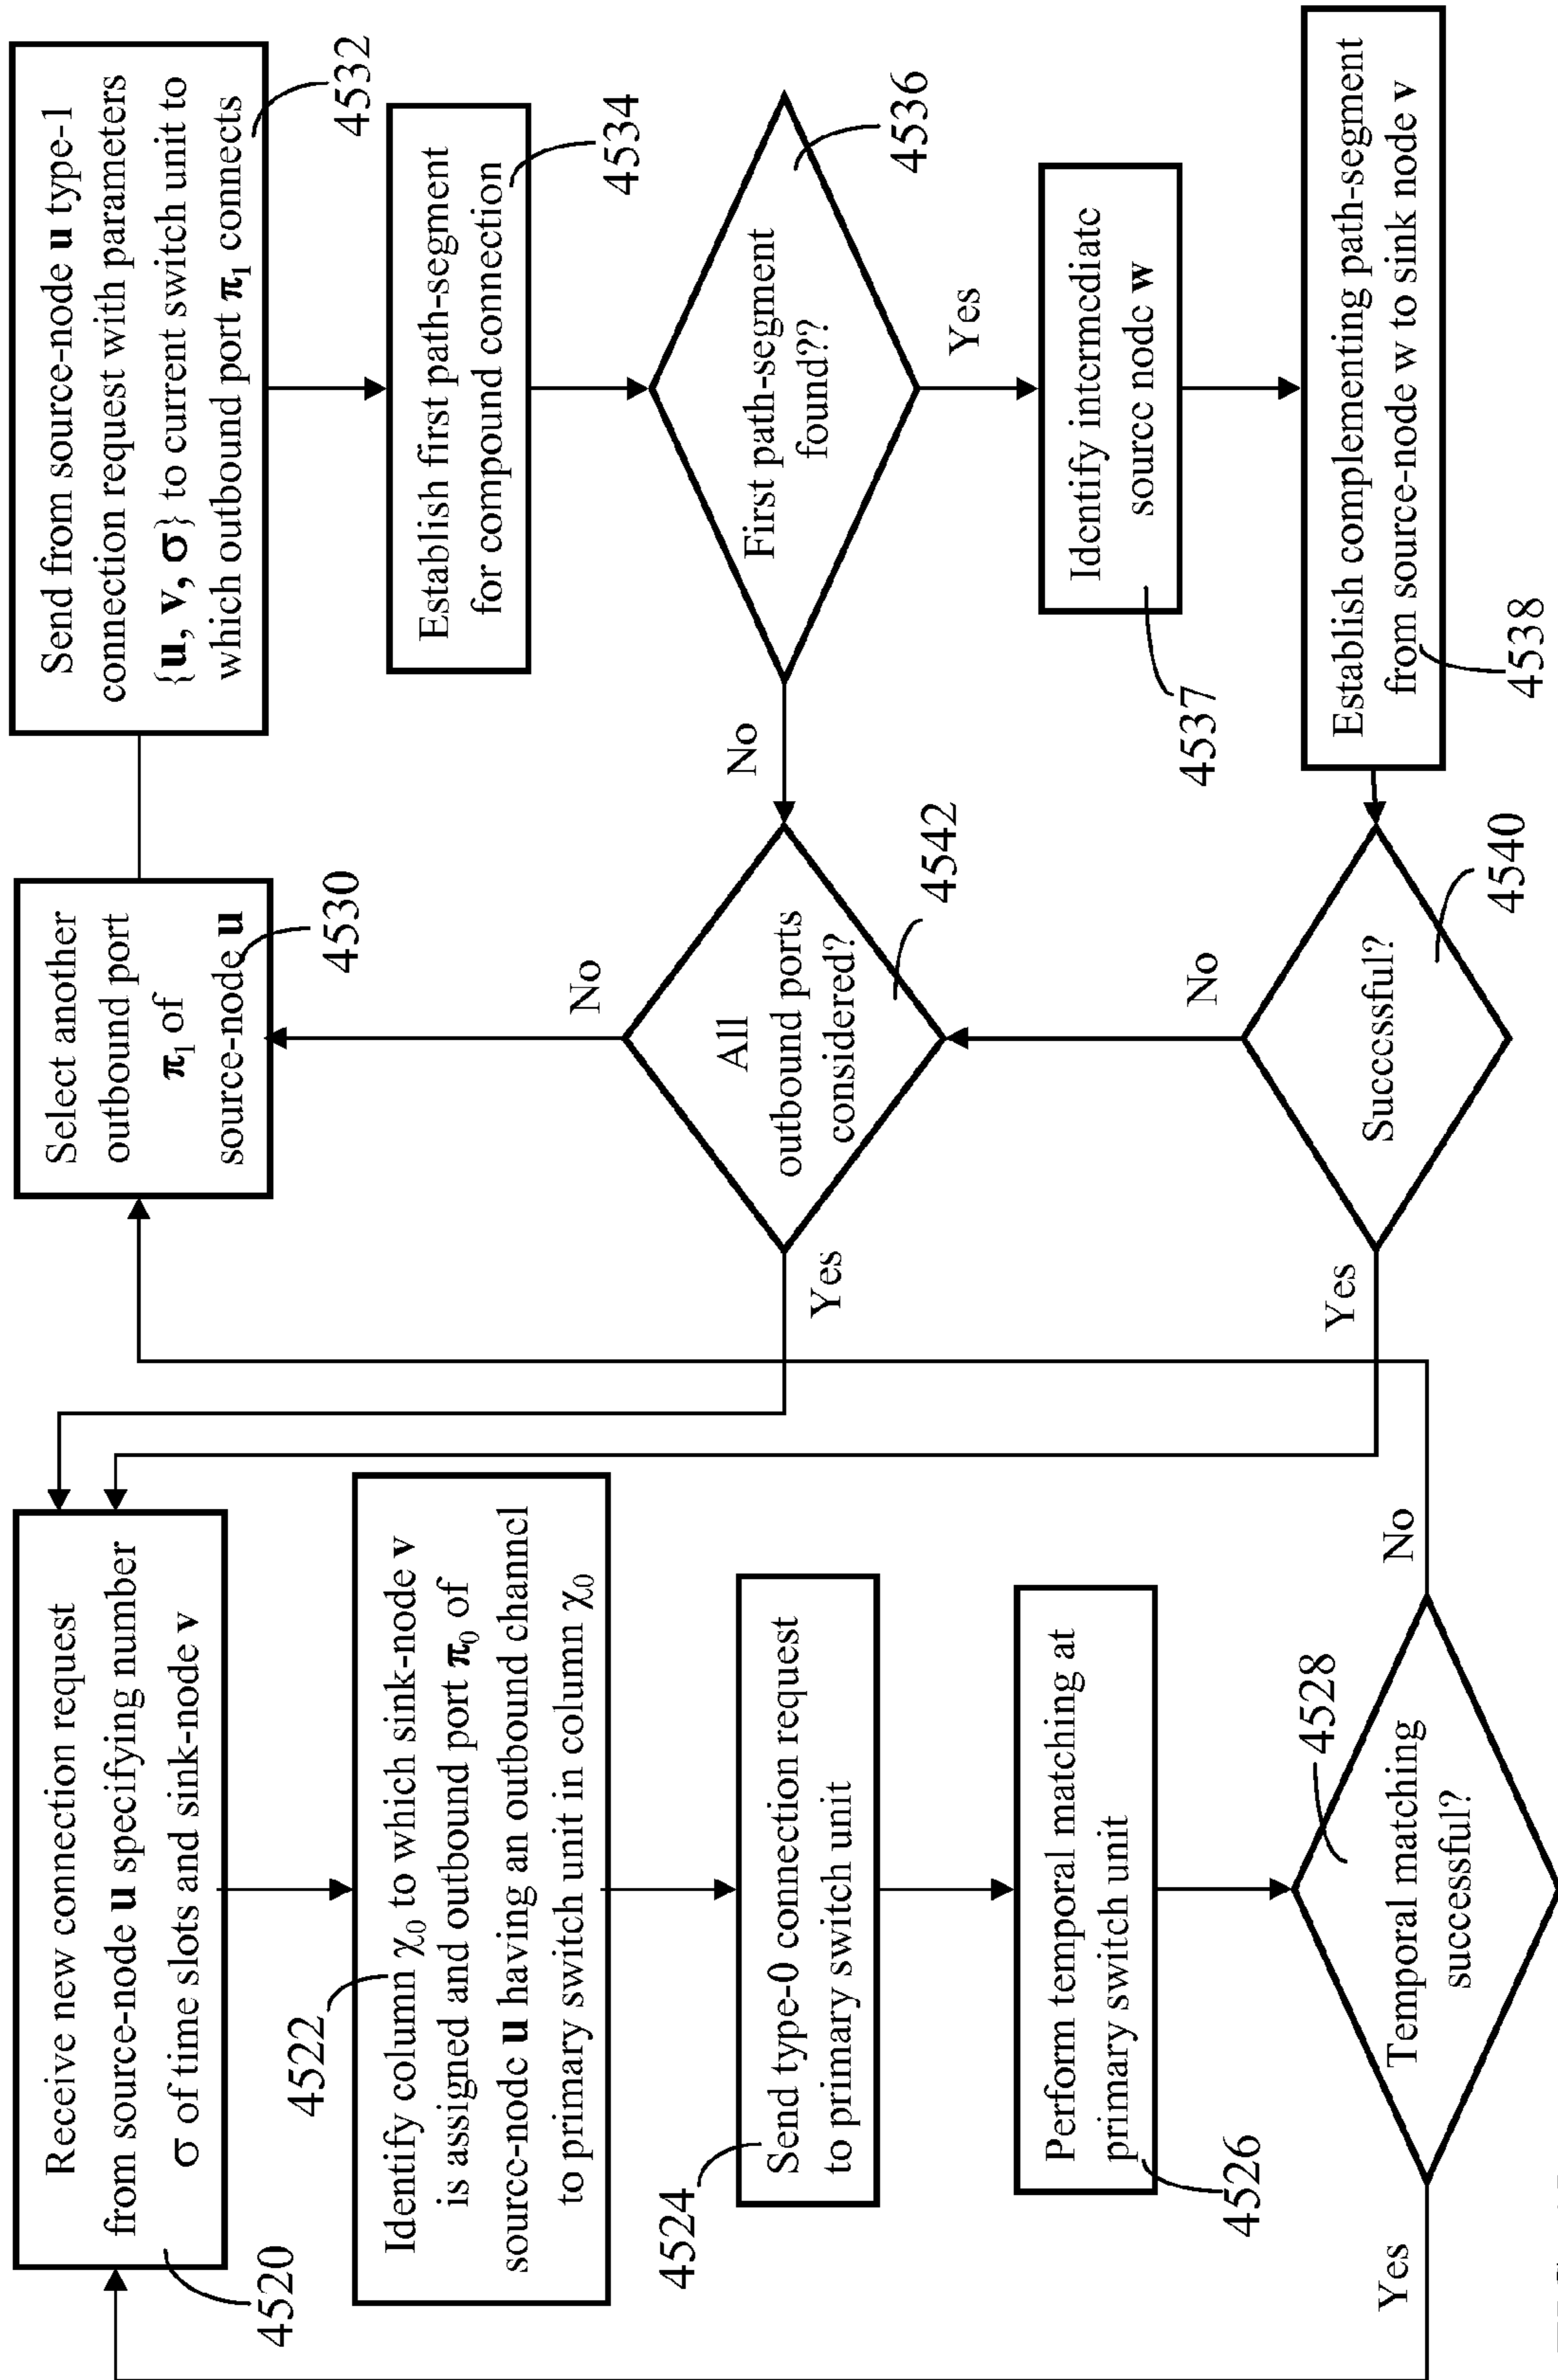 Receive new connection request
from source-node u specifying number
σ of time slots and sink-node v
4520
Identify column χ0 to which sink-node v
is assigned and outbound port π0 of
source-node u having an outbound channel
to primary switch unit in column χ0
4522
Send type-0 connection request
to primary switch unit
4524
Perform temporal matching at
primary switch unit
4526
Temporal matching
successful?
4528
Yes
No
Select another
outbound port
π1 of
source-node u
4530
Send from source-node u type-1
connection request with parameters
{u, v, σ} to current switch unit to
which outbound port π1 connects
4532
Establish first path-segment
for compound connection
4534
First path-segment
found??
4536
No
Yes
Identify intermediate
source node w
4537
Establish complementing path-segment
from source-node w to sink node v
4538
Successful?
4540
No
Yes
All
outbound ports
considered?
4542
No
Yes